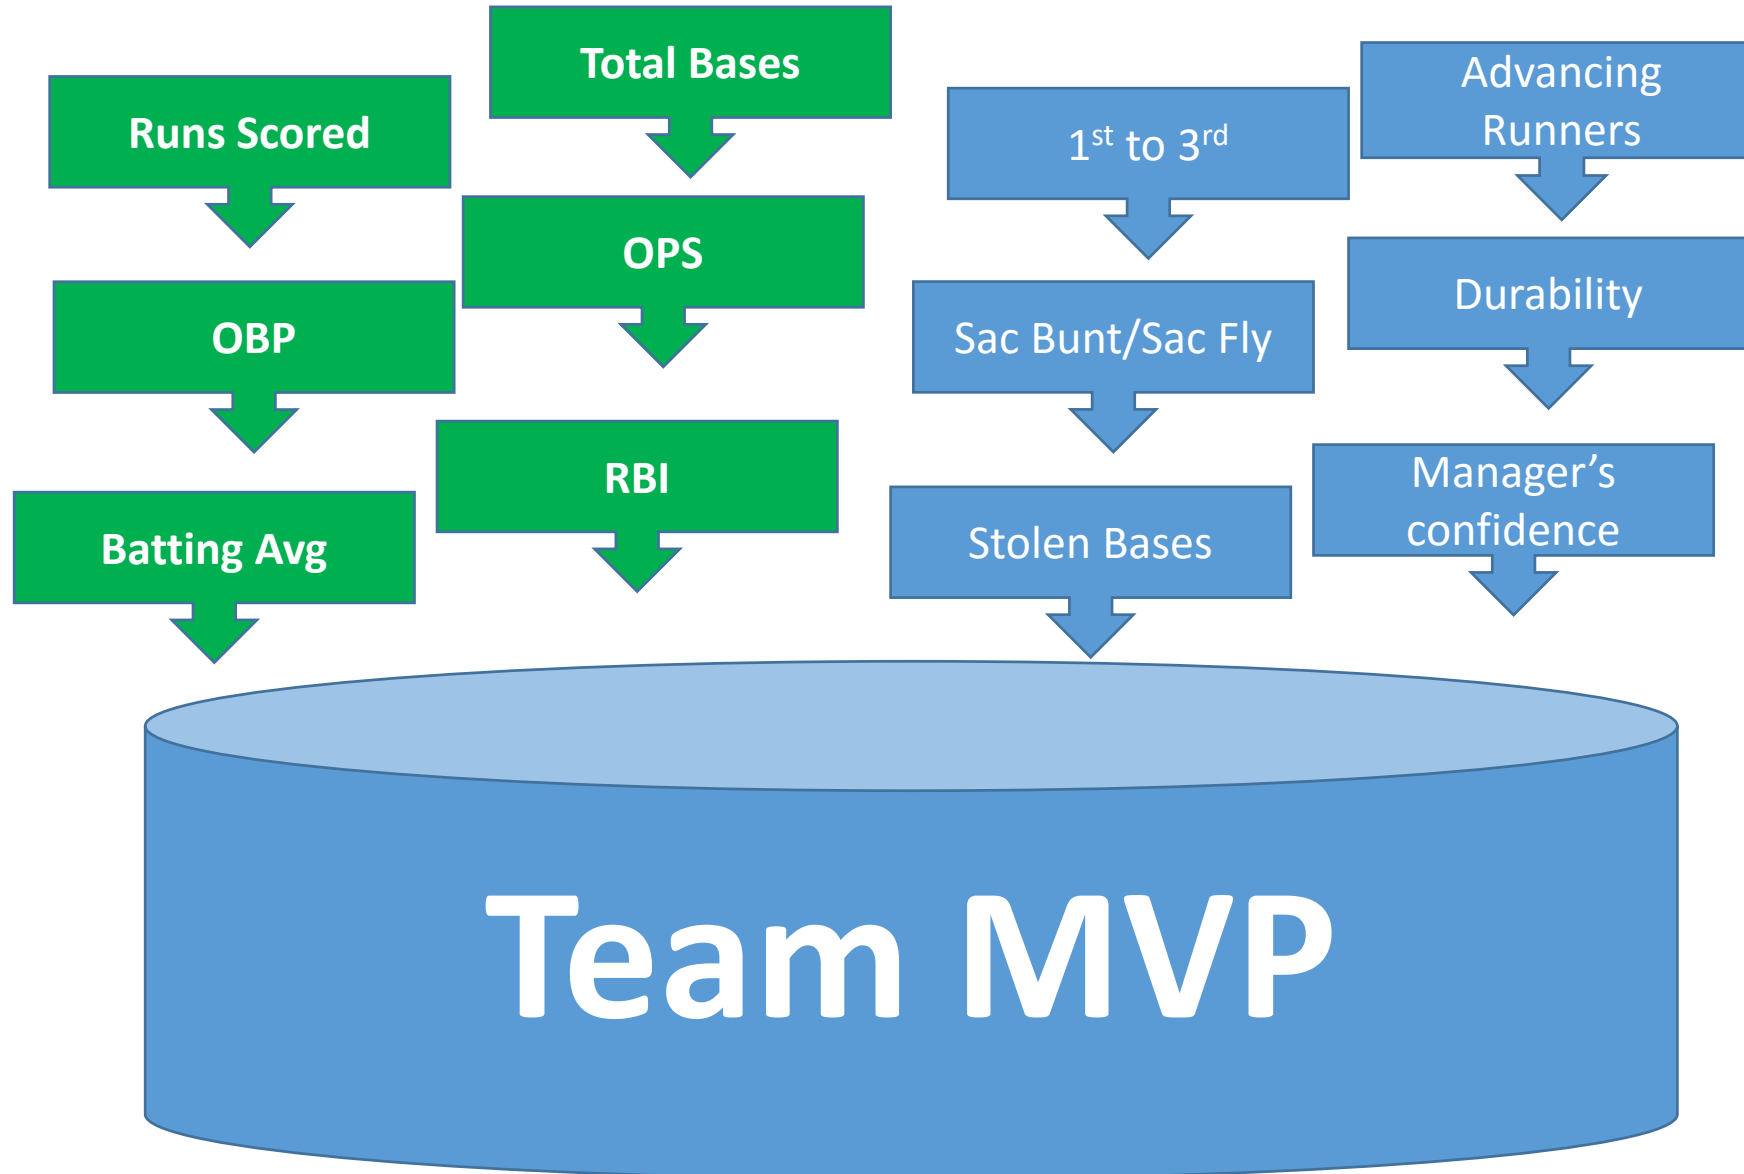 Total Bases
Runs Scored
1st to 3rd
Advancing
Runners
OPS
OBP
Sac Bunt/Sac Fly
Durability
RBI
Batting Avg
Stolen Bases
Manager’s
confidence
Team MVP